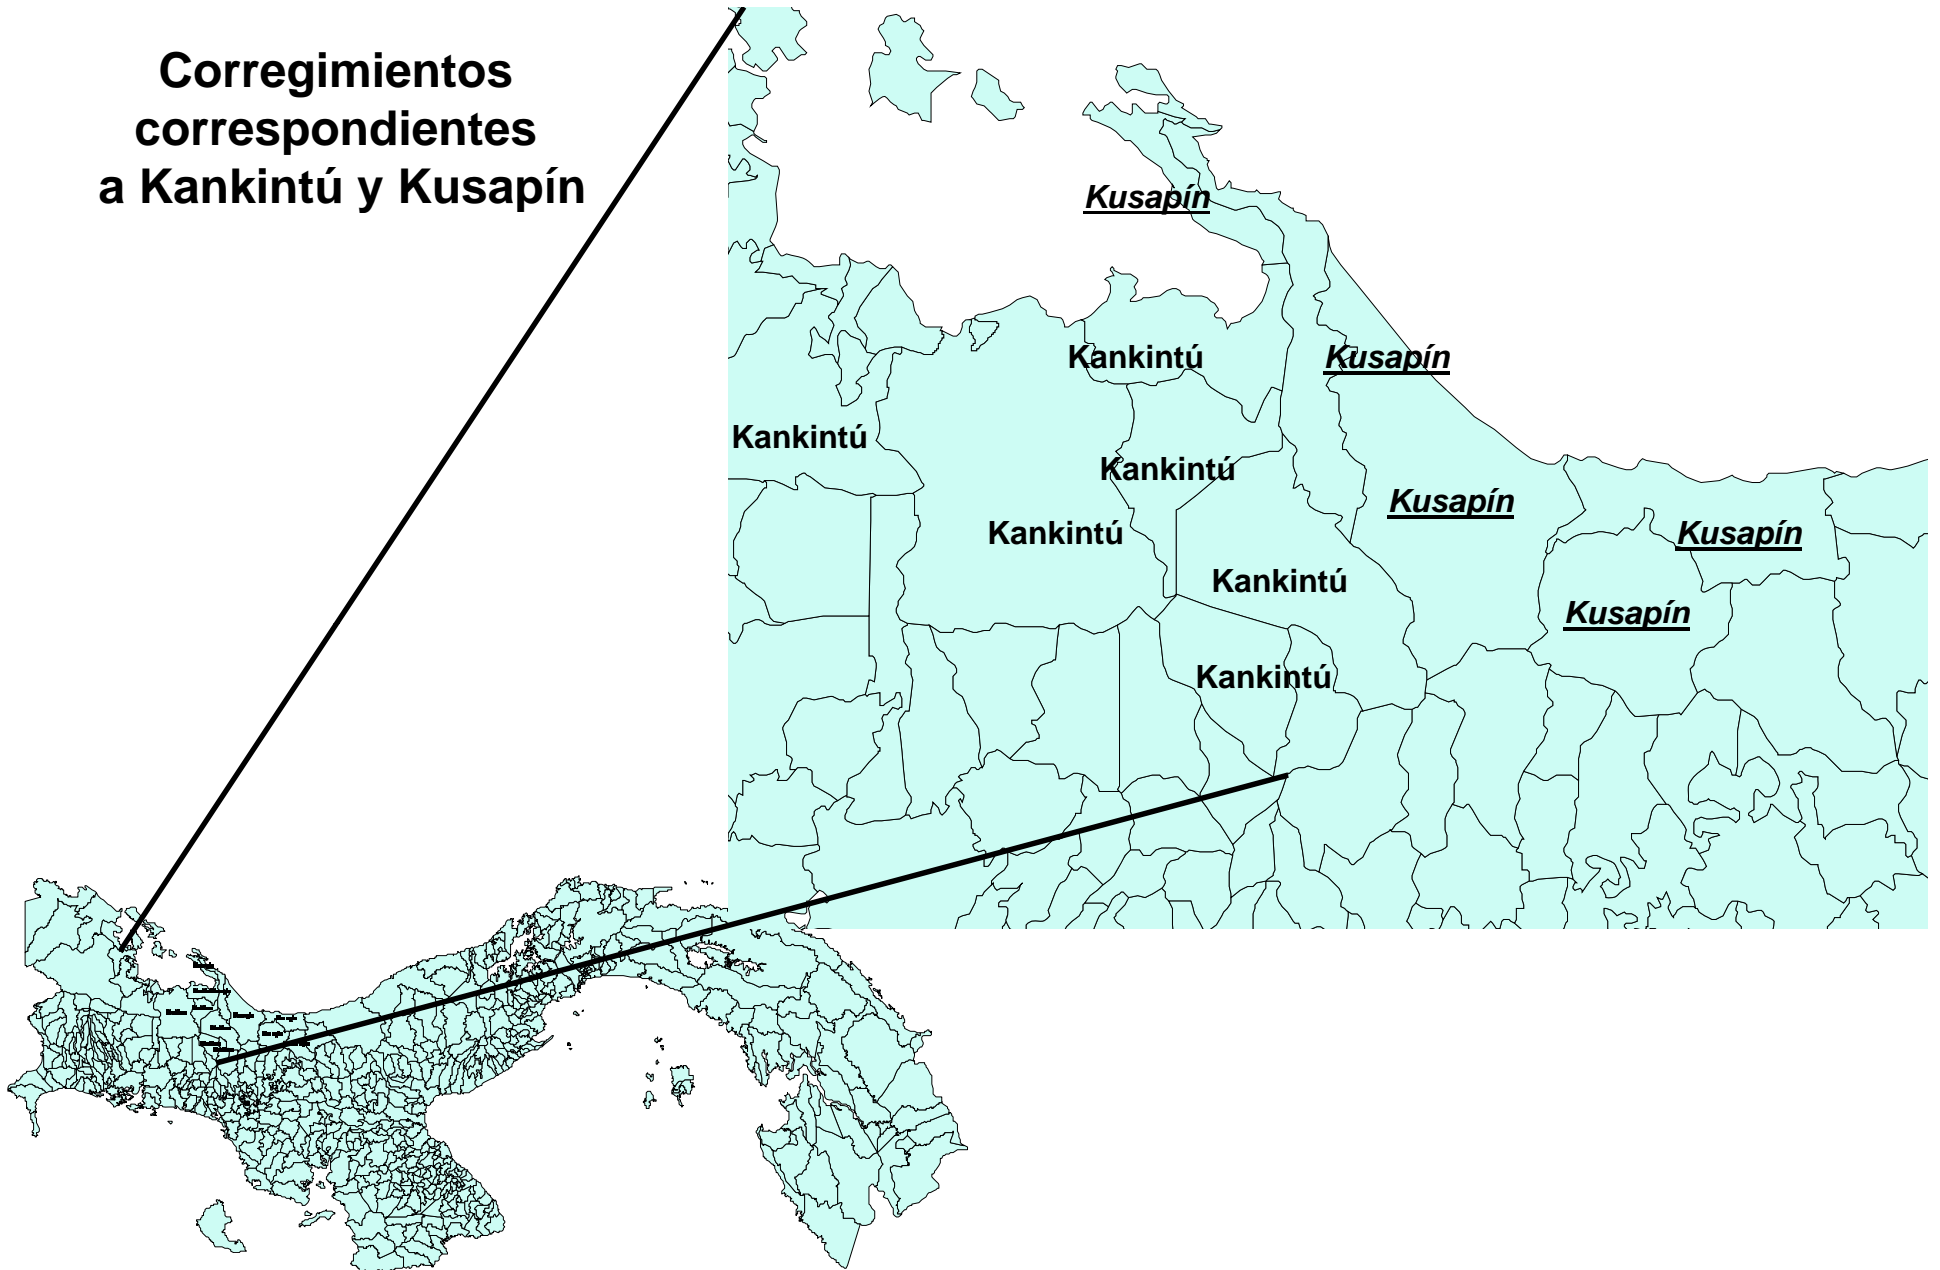 Corregimientos
correspondientes
a Kankintú y Kusapín
Kusapín
Kankintú
Kusapín
Kankintú
Kankintú
Kusapín
Kankintú
Kusapín
Kankintú
Kusapín
Kankintú